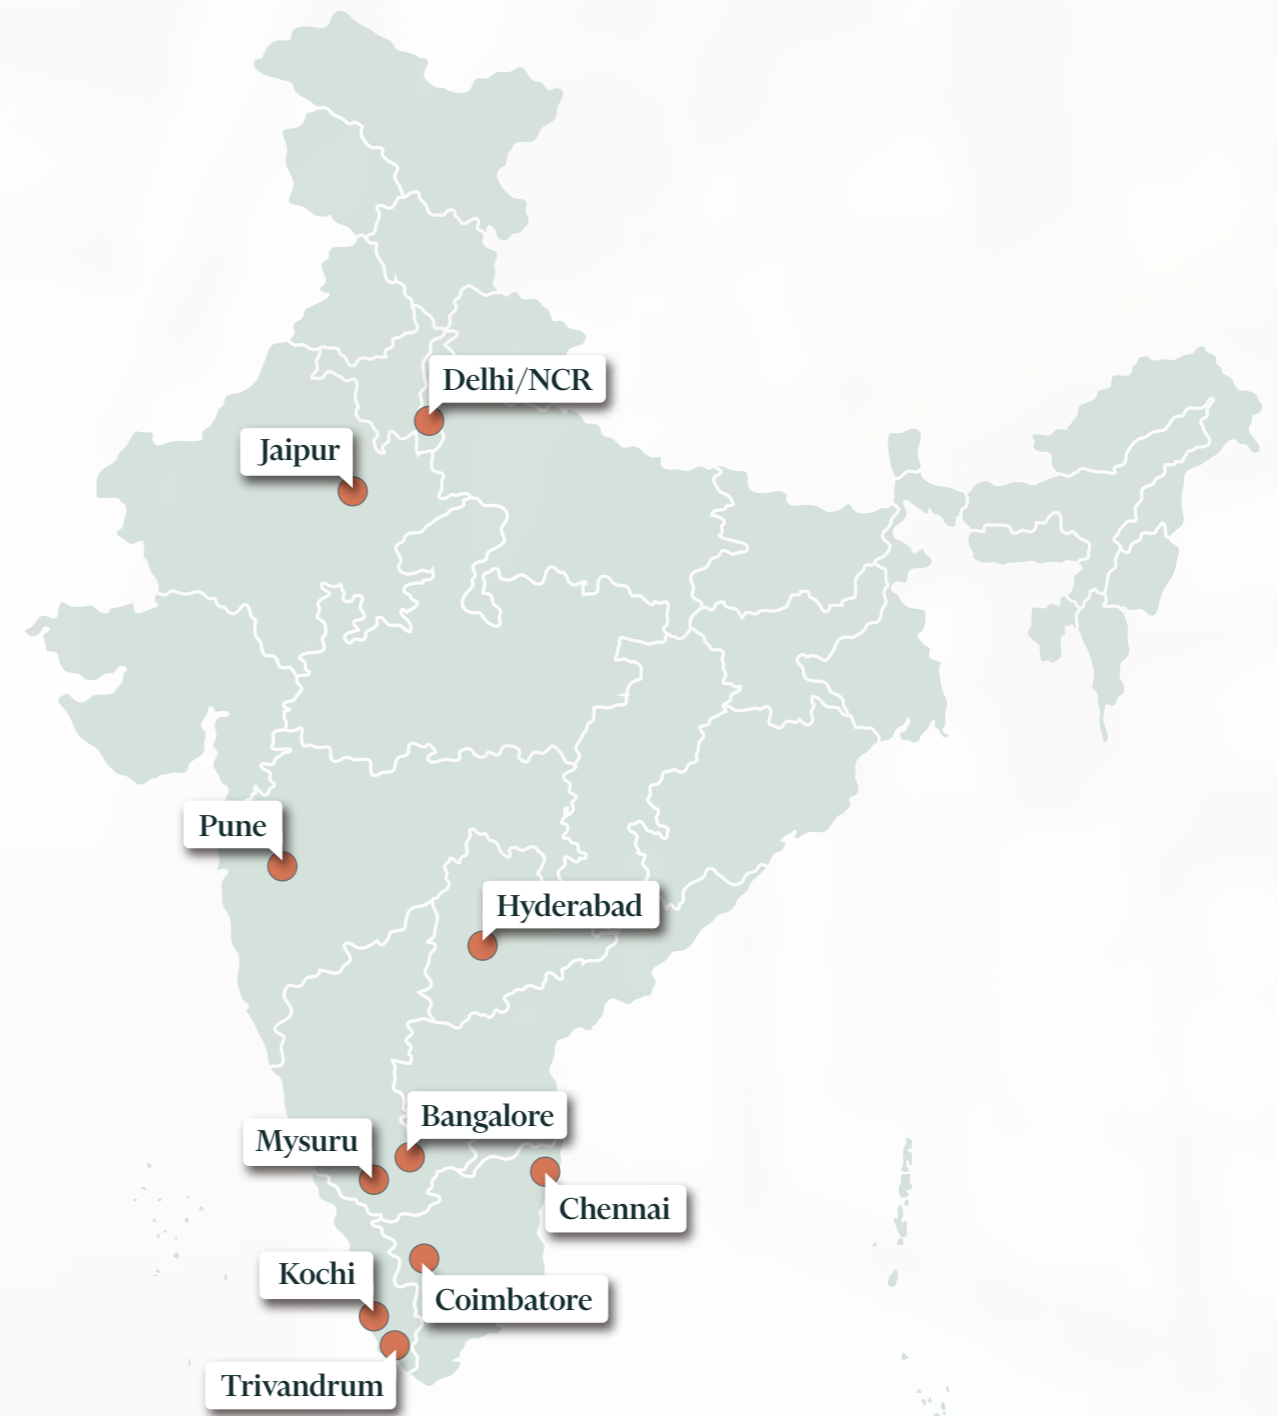 Delhi/NCR
Jaipur
Pune
Hyderabad
Bangalore
Mysuru
Chennai
Kochi
Coimbatore
Trivandrum